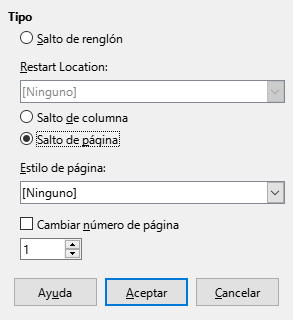 Tipo
Salto de renglón
Restart Location:
[Ninguno]
Salto de columna
Salto de página
Estilo de página:
[Ninguno]
Cambiar número de página
1
Ayuda Aceptar Cancelar